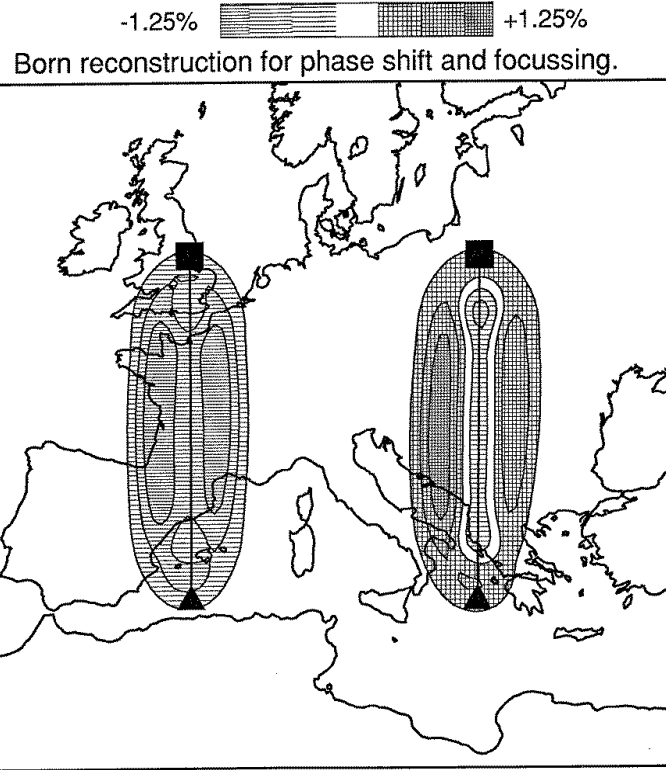 -1.25% +1.25%
Born reconstruction for phase shift and focussing.